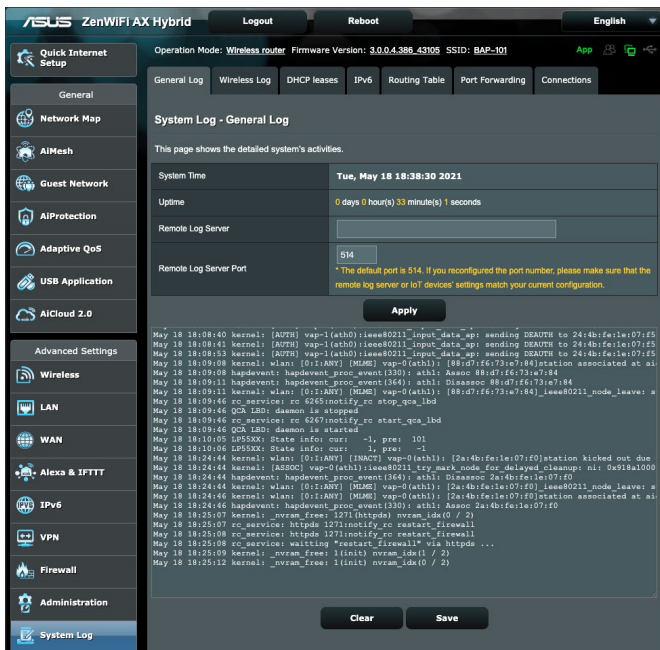 ASUS ZenWiFi AX Hybrid Logout Reboot English
Quick Internet Setup
Operation Mode: Wireless router Firmware Version: 3.0.0.4.386_43105 SSID: BAP-101 App
General Log Wireless Log DHCP leases IPv6 Routing Table Port Forwarding Connections
General
Network Map
AiMesh
Guest Network
AiProtection
Adaptive QoS
USB Application
AiCloud 2.0
Advanced Settings
Wireless
LAN
WAN
Alexa & IFTTT
IPv6
VPN
Firewall
Administration
System Log
System Log - General Log
This page shows the detailed system's activities.
System Time Tue, May 18 18:38:30 2021
Uptime 0 days 0 hour(s) 33 minute(s) 1 seconds
Remote Log Server
Remote Log Server Port 514
* The default port is 514. If you reconfigured the port number, please make sure that the
remote log server or IoT devices' settings match your current configuration.
Apply
May 18 18:08:40 kernel: [AUTH] vap-1(ath0):ieee80211_input_data_ap: sending DEAUTH to 24:4b:fe:1e:07:f5
May 18 18:08:41 kernel: [AUTH] vap-1(ath0):ieee80211_input_data_ap: sending DEAUTH to 24:4b:fe:1e:07:f5
May 18 18:08:53 kernel: [AUTH] vap-1(ath0):ieee80211_input_data_ap: sending DEAUTH to 24:4b:fe:1e:07:f5
May 18 18:09:08 kernel: wlan: [0:I:ANY] [MLME] vap-0(ath1): [88:d7:f6:73:e7:84]station associated at ai
May 18 18:09:08 hapdevent: hapdevent_proc_event(330): ath1: Assoc 88:d7:f6:73:e7:84
May 18 18:09:11 hapdevent: hapdevent_proc_event(364): ath1: Disassoc 88:d7:f6:73:e7:84
May 18 18:09:11 kernel: wlan: [0:I:ANY] [MLME] vap-0(ath1): [88:d7:f6:73:e7:84]_ieee80211_node_leave: s
May 18 18:09:46 rc_service: rc 6265:notify_rc stop_qca_lbd
May 18 18:09:46 QCA LBD: daemon is stopped
May 18 18:09:46 rc_service: rc 6267:notify_rc start_qca_lbd
May 18 18:09:46 QCA LBD: daemon is started
May 18 18:10:05 LP55XX: State info: cur: -1, pre: 101
May 18 18:10:06 LP55XX: State info: cur: 1, pre: -1
May 18 18:24:44 kernel: wlan: [0:I:ANY] [INACT] vap-0(ath1): [2a:4b:fe:1e:07:f0]station kicked out due
May 18 18:24:44 kernel: [ASSOC] vap-0(ath1):ieee80211_try_mark_node_for_delayed_cleanup: ni: 0x918a1000
May 18 18:24:44 hapdevent: hapdevent_proc_event(364): ath1: Disassoc 2a:4b:fe:1e:07:f0
May 18 18:24:44 kernel: wlan: [0:I:ANY] [MLME] vap-0(ath1): [2a:4b:fe:1e:07:f0]_ieee80211_node_leave: s
May 18 18:24:46 kernel: wlan: [0:I:ANY] [MLME] vap-0(ath1): [2a:4b:fe:1e:07:f0]station associated at ai
May 18 18:24:46 hapdevent: hapdevent_proc_event(330): ath1: Assoc 2a:4b:fe:1e:07:f0
May 18 18:25:07 kernel: _nvram_free: 1271(httpds) nvram_idx(0 / 2)
May 18 18:25:07 rc_service: httpds 1271:notify_rc restart_firewall
May 18 18:25:08 rc_service: httpds 1271:notify_rc restart_firewall
May 18 18:25:08 rc_service: waitting "restart_firewall" via httpds ...
May 18 18:25:09 kernel: _nvram_free: 1(init) nvram_idx(1 / 2)
May 18 18:25:12 kernel: _nvram_free: 1(init) nvram_idx(0 / 2)
Clear Save